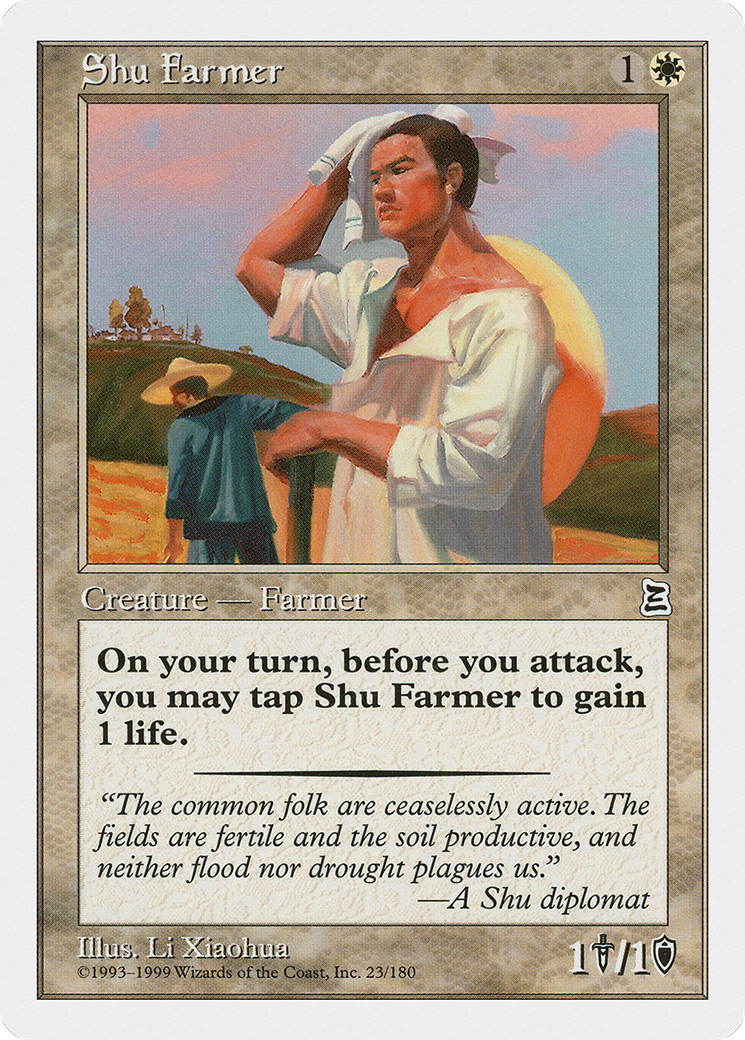 Shu Farmer
1
Creature — Farmer
On your turn, before you attack,
you may tap Shu Farmer to gain
1 life.
“The common folk are ceaselessly active. The
fields are fertile and the soil productive, and
neither flood nor drought plagues us.”
—A Shu diplomat
Illus. Li Xiaohua
©1993–1999 Wizards of the Coast, Inc. 23/180
1/1